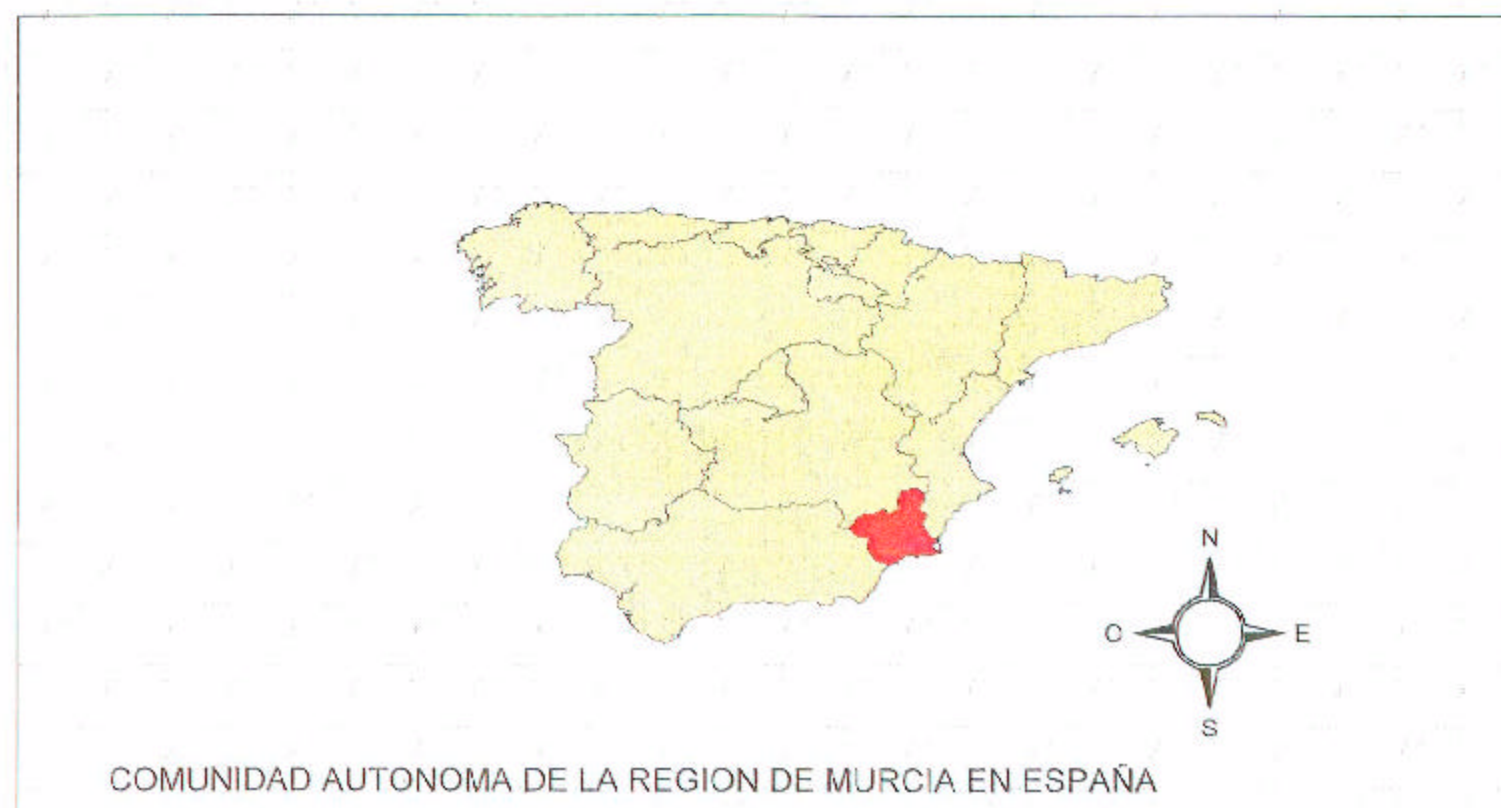 N
O E
S
COMUNIDAD AUTONOMA DE LA REGION DE MURCIA EN ESPAÑA